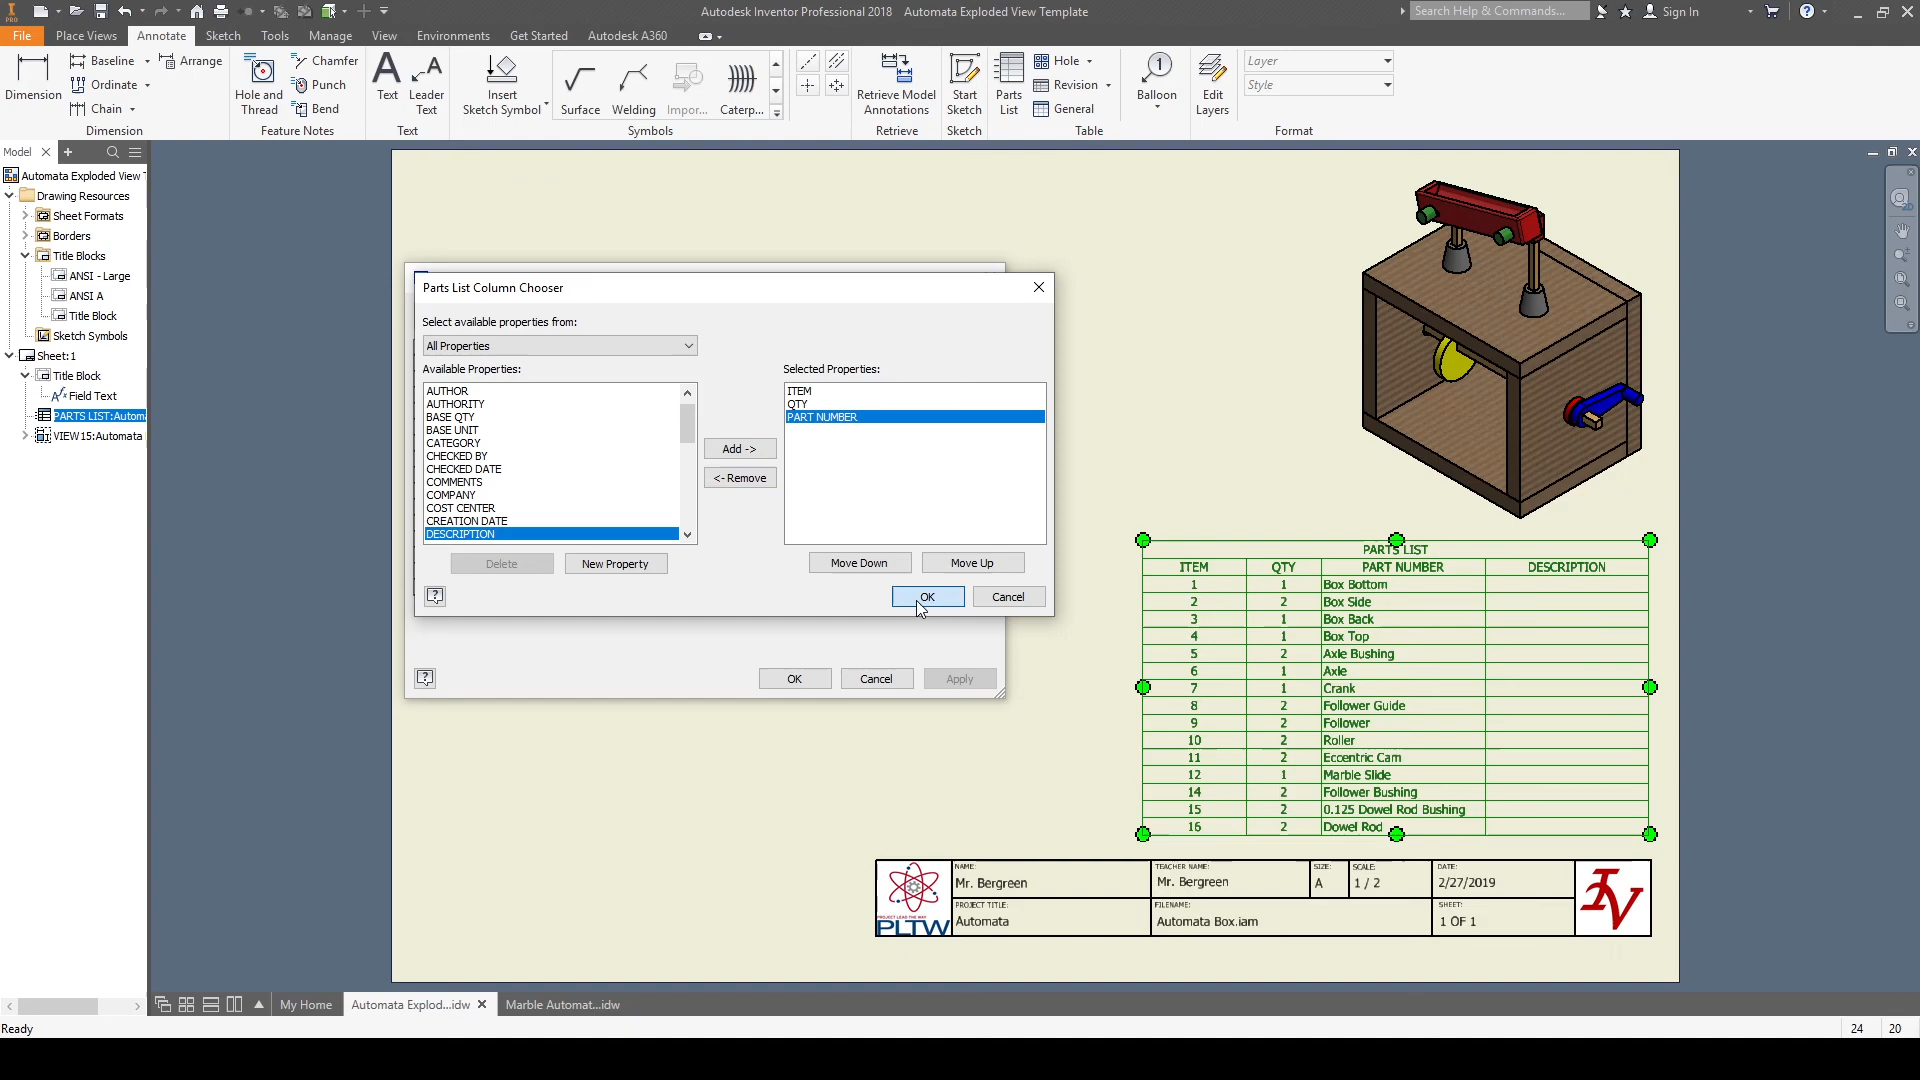 Autodesk Inventor Professional 2018 Automata Exploded View Template
Search Help & Commands...
Sign In
PRO
File
Place Views
Annotate
Sketch
Tools
Manage
View
Environments
Get Started
Autodesk A360
Dimension
Baseline
Ordinate
Chain
Arrange
Dimension
Hole and Thread
Chamfer
Punch
Bend
Feature Notes
Text
Leader Text
Text
Insert Sketch Symbol
Surface
Welding
Impor...
Caterp...
Symbols
Retrieve Model Annotations
Retrieve
Start Sketch
Sketch
Parts List
Hole
Revision
General
Table
Balloon
1
Edit Layers
Layer
Style
Format
Model
Automata Exploded View T
Drawing Resources
Sheet Formats
Borders
Title Blocks
ANSI - Large
ANSI A
Title Block
Sketch Symbols
Sheet:1
Title Block
Field Text
PARTS LIST:Autom
VIEW15:Automata
Parts List Column Chooser
Select available properties from:
All Properties
Available Properties:
AUTHOR
AUTHORITY
BASE QTY
BASE UNIT
CATEGORY
CHECKED BY
CHECKED DATE
COMMENTS
COMPANY
COST CENTER
CREATION DATE
DESCRIPTION
Add ->
<- Remove
Selected Properties:
ITEM
QTY
PART NUMBER
Delete
New Property
Move Down
Move Up
OK
Cancel
OK
Cancel
Apply
PARTS LIST
ITEM QTY PART NUMBER DESCRIPTION
1 1 Box Bottom
2 2 Box Side
3 1 Box Back
4 1 Box Top
5 2 Axle Bushing
6 1 Axle
7 1 Crank
8 2 Follower Guide
9 2 Follower
10 2 Roller
11 2 Eccentric Cam
12 1 Marble Slide
14 2 Follower Bushing
15 2 0.125 Dowel Rod Bushing
16 2 Dowel Rod
PROJECT LEAD THE WAY
PLTW
NAME:
Mr. Bergreen
TEACHER NAME:
Mr. Bergreen
SIZE:
A
SCALE:
1 / 2
DATE:
2/27/2019
PROJECT TITLE:
Automata
FILENAME:
Automata Box.iam
SHEET:
1 OF 1
IV
My Home
Automata Explod...idw
Marble Automat...idw
Ready
24 20